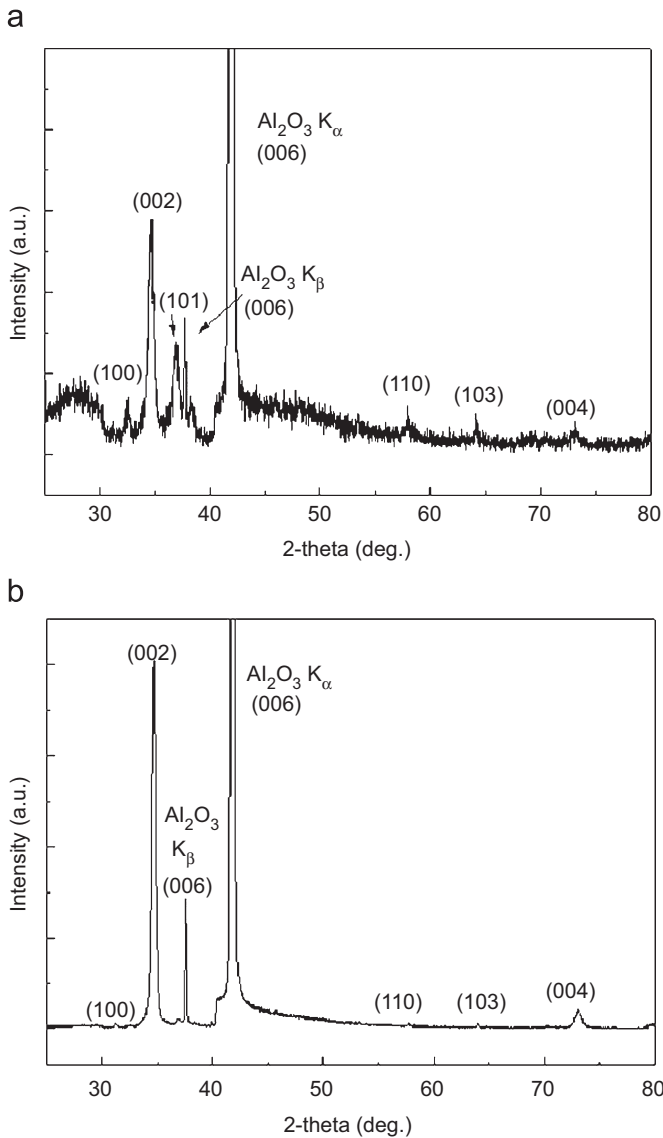 a
Al₂O₃ Kα
(006)
(002)
Al₂O₃ Kβ
(101)
(006)
(100)
(110)
(103)
(004)
Intensity (a.u.)
30 40 50 60 70 80
2-theta (deg.)
b
(002)
Al₂O₃ Kα
(006)
Al₂O₃
Kβ
(006)
(100)
(110)
(103)
(004)
Intensity (a.u.)
30 40 50 60 70 80
2-theta (deg.)